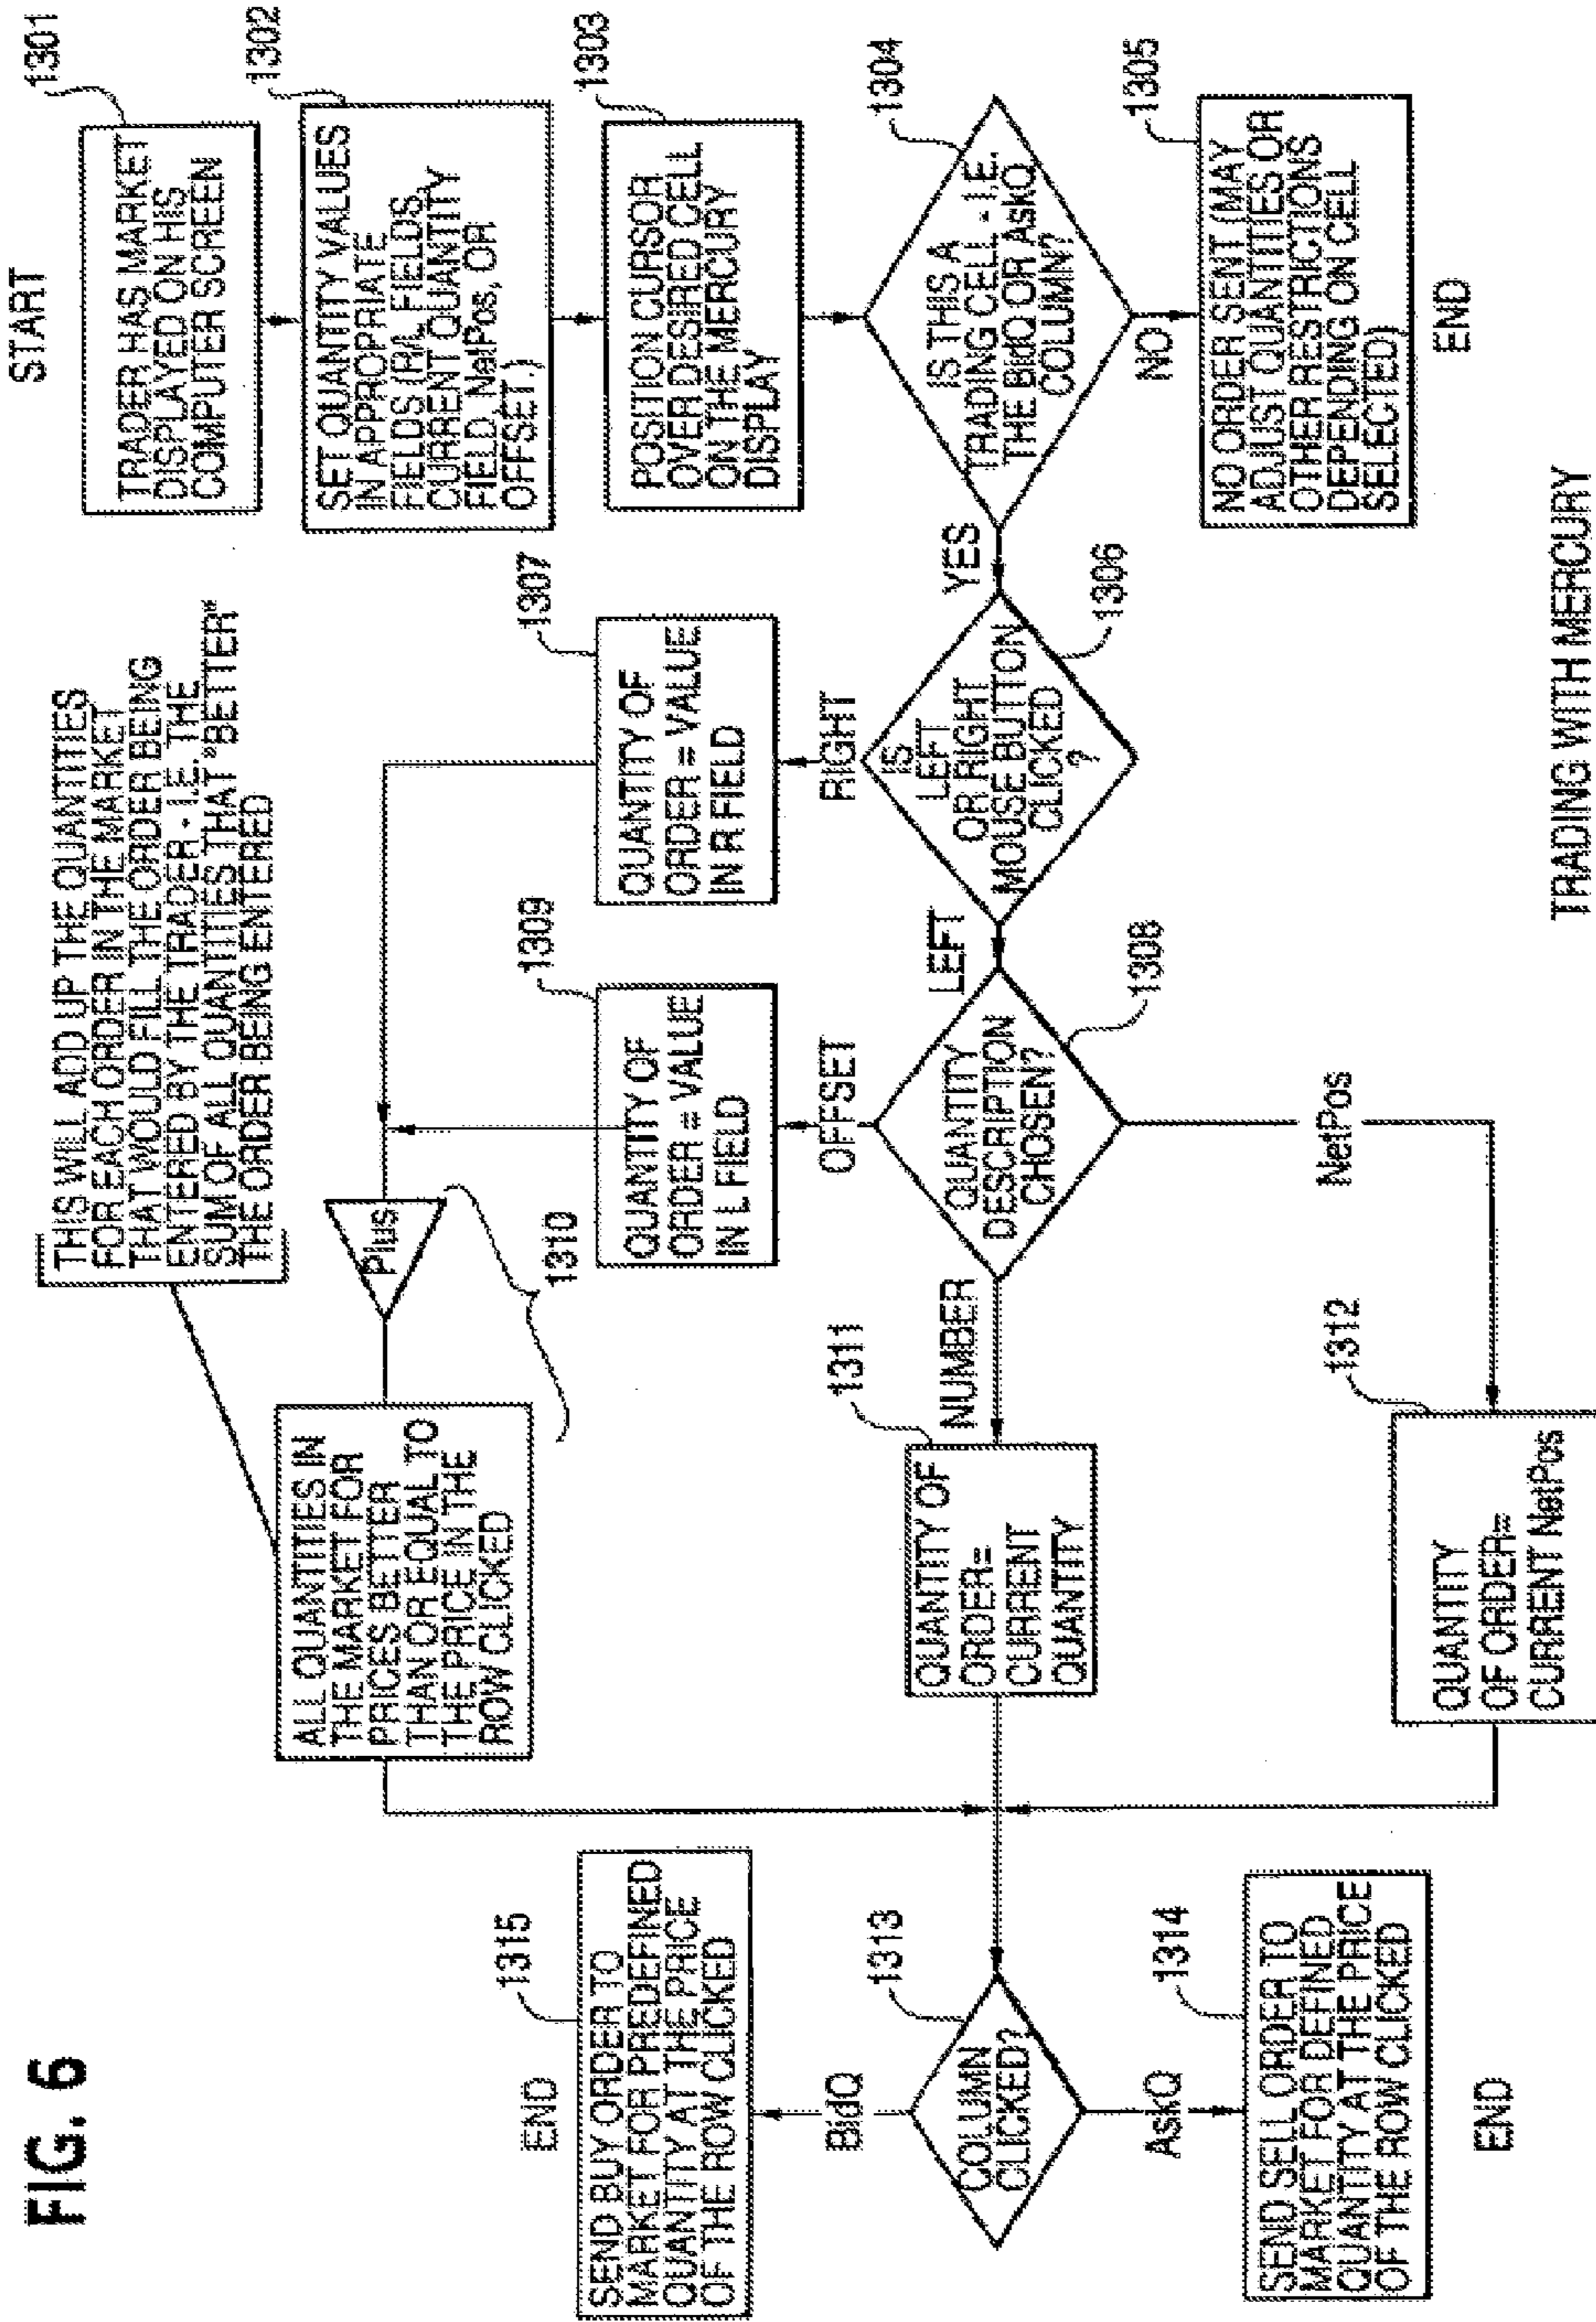 FIG. 6
START
1301
TRADER HAS MARKET
DISPLAYED ON HIS
COMPUTER SCREEN
1302
SET QUANTITY VALUES
IN APPROPRIATE
FIELDS (R/L FIELDS,
CURRENT QUANTITY
FIELD, NetPos, OR
OFFSET,)
1303
POSITION CURSOR
OVER DESIRED CELL
ON THE MERCURY
DISPLAY
1304
IS THIS A
TRADING CELL - I.E.
THE BidQ OR AskQ
COLUMN?
NO
1305
NO ORDER SENT (MAY
ADJUST QUANTITIES OR
OTHER RESTRICTIONS
DEPENDING ON CELL
SELECTED)
END
YES
1306
IS
LEFT
OR RIGHT
MOUSE BUTTON
CLICKED
?
RIGHT
1307
QUANTITY OF
ORDER = VALUE
IN R FIELD
LEFT
1308
QUANTITY
DESCRIPTION
CHOSEN?
OFFSET
1309
QUANTITY OF
ORDER = VALUE
IN L FIELD
Plus
1310
THIS WILL ADD UP THE QUANTITIES
FOR EACH ORDER IN THE MARKET
THAT WOULD FILL THE ORDER BEING
ENTERED BY THE TRADER - I.E. THE
SUM OF ALL QUANTITIES THAT "BETTER"
THE ORDER BEING ENTERED
ALL QUANTITIES IN
THE MARKET FOR
PRICES BETTER
THAN OR EQUAL TO
THE PRICE IN THE
ROW CLICKED
NUMBER
1311
QUANTITY OF
ORDER=
CURRENT
QUANTITY
NetPos
1312
QUANTITY
OF ORDER=
CURRENT NetPos
1313
COLUMN
CLICKED?
BidQ
1315
SEND BUY ORDER TO
MARKET FOR PREDEFINED
QUANTITY AT THE PRICE
OF THE ROW CLICKED
END
AskQ
1314
SEND SELL ORDER TO
MARKET FOR DEFINED
QUANTITY AT THE PRICE
OF THE ROW CLICKED
END
TRADING WITH MERCURY